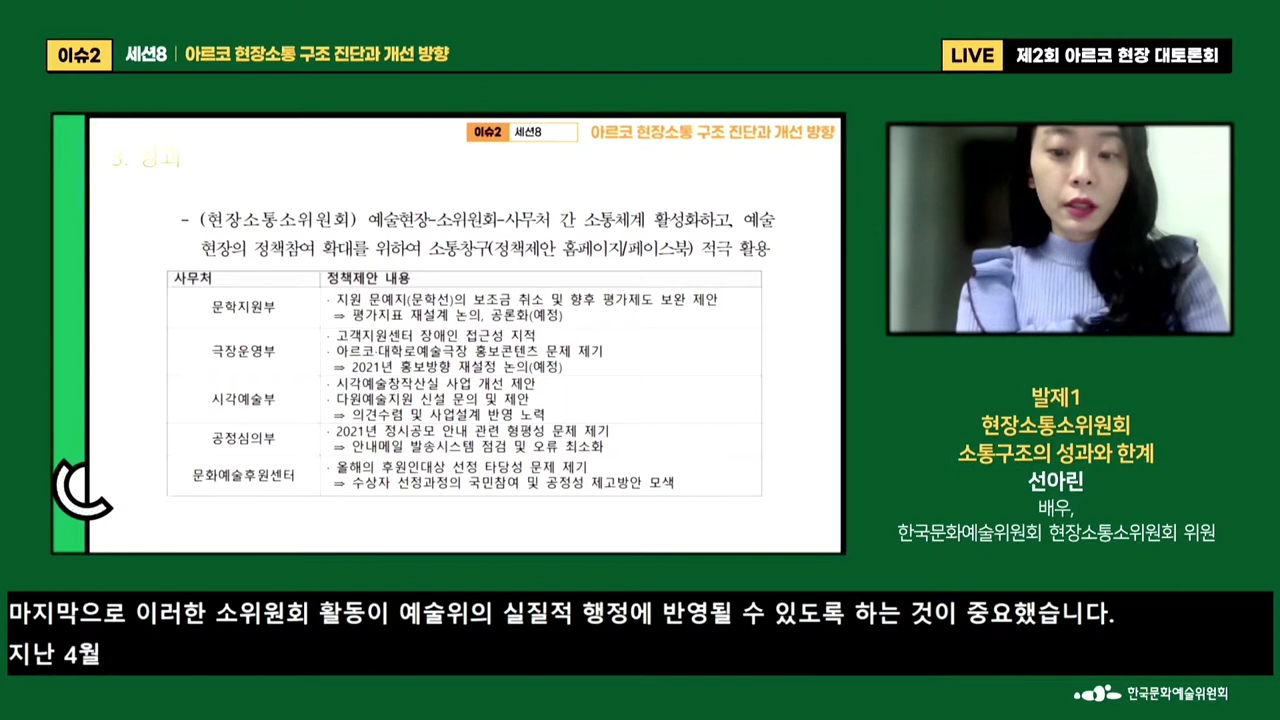 이슈2 세션8 | 아르코 현장소통 구조 진단과 개선 방향
LIVE 제2회 아르코 현장 대토론회
이슈2 세션8 아르코 현장소통 구조 진단과 개선 방향
3. 성과
- (현장소통소위원회) 예술현장-소위원회-사무처 간 소통체계 활성화하고, 예술
현장의 정책참여 확대를 위하여 소통창구(정책제안 홈페이지/페이스북) 적극 활용
사무처 정책제안 내용
문학지원부
· 지원 문예지(문학선)의 보조금 취소 및 향후 평가제도 보완 제안
⇒ 평가지표 재설계 논의, 공론화(예정)
극장운영부
· 고객지원센터 장애인 접근성 지적
· 아르코·대학로예술극장 홍보콘텐츠 문제 제기
⇒ 2021년 홍보방향 재설정 논의(예정)
시각예술부
· 시각예술창작산실 사업 개선 제안
· 다원예술지원 신설 문의 및 제안
⇒ 의견수렴 및 사업설계 반영 노력
공정심의부
· 2021년 정시공모 안내 관련 형평성 문제 제기
⇒ 안내메일 발송시스템 점검 및 오류 최소화
문화예술후원센터
· 올해의 후원인대상 선정 타당성 문제 제기
⇒ 수상자 선정과정의 국민참여 및 공정성 제고방안 모색
발제1
현장소통소위원회
소통구조의 성과와 한계
선아린
배우,
한국문화예술위원회 현장소통소위원회 위원
마지막으로 이러한 소위원회 활동이 예술위의 실질적 행정에 반영될 수 있도록 하는 것이 중요했습니다.
지난 4월
한국문화예술위원회